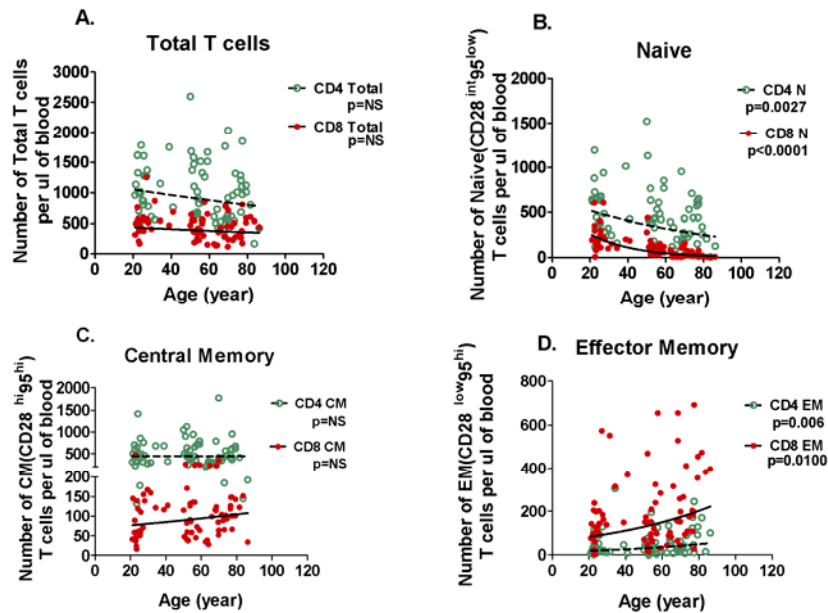 A.
Total T cells
Number of Total T cells
per ul of blood
3000
2500
2000
1500
1000
500
0
0 20 40 60 80 100 120
Age (year)
CD4 Total
p=NS
CD8 Total
p=NS
B.
Naive
Number of Naive(CD28 int95low)
T cells per ul of blood
2000
1500
1000
500
0
0 20 40 60 80 100 120
Age (year)
CD4 N
p=0.0027
CD8 N
p<0.0001
C.
Central Memory
Number of CM(CD28 hi95hi)
T cells per ul of blood
2000
1500
1000
500
200
150
100
50
0
0 20 40 60 80 100 120
Age (year)
CD4 CM
p=NS
CD8 CM
p=NS
D.
Effector Memory
Number of EM(CD28 low95hi)
T cells per ul of blood
800
600
400
200
0
0 20 40 60 80 100 120
Age (year)
CD4 EM
p=0.006
CD8 EM
p=0.0100